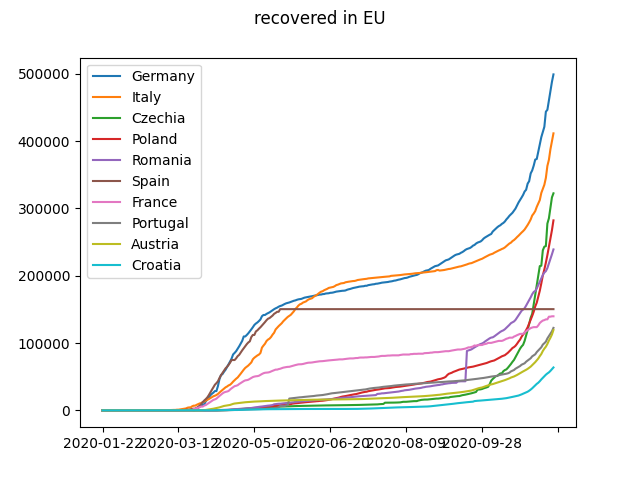 recovered in EU
500000
400000
300000
200000
100000
0
Germany
Italy
Czechia
Poland
Romania
Spain
France
Portugal
Austria
Croatia
2020-01-22 2020-03-12 2020-05-01 2020-06-20 2020-08-09 2020-09-28